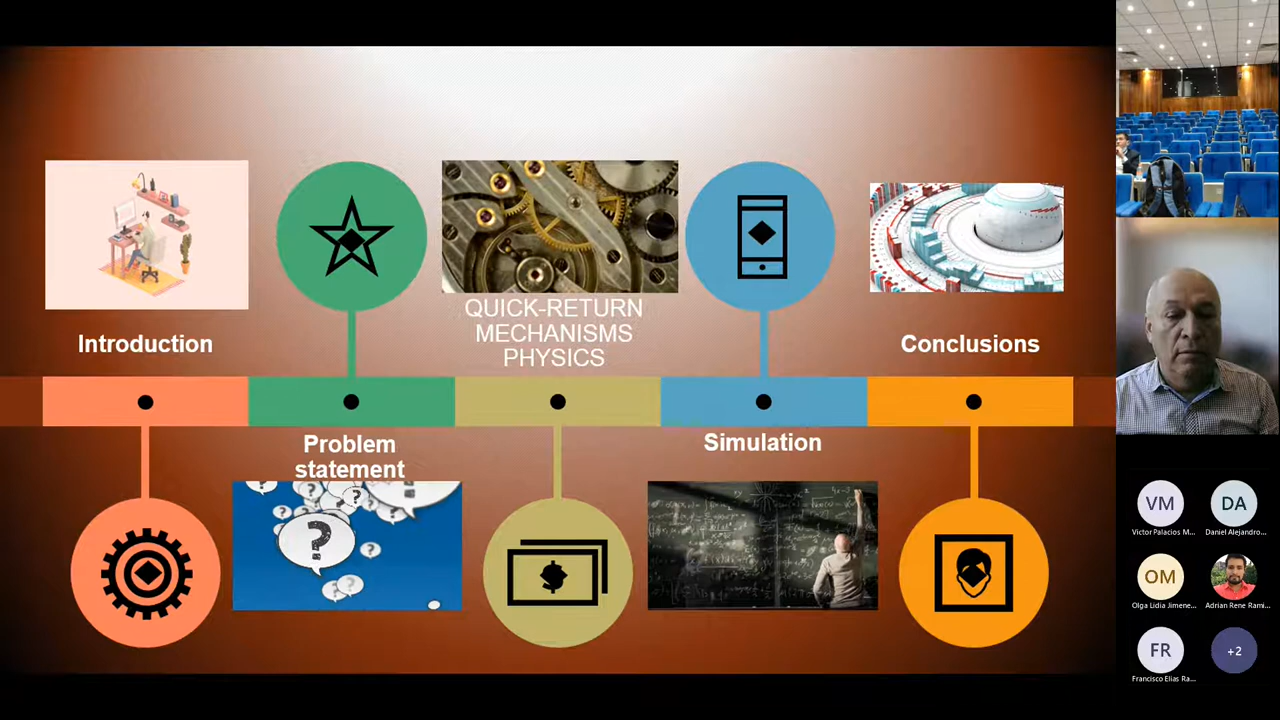 Introduction
Problem
statement
QUICK-RETURN
MECHANISMS
PHYSICS
Simulation
Conclusions
?
?
?
?
?
?
VM
DA
Victor Palacios M...
Daniel Alejandro...
OM
Olga Lidia Jimene...
Adrian Rene Rami...
FR
+2
Francisco Elias Ra...